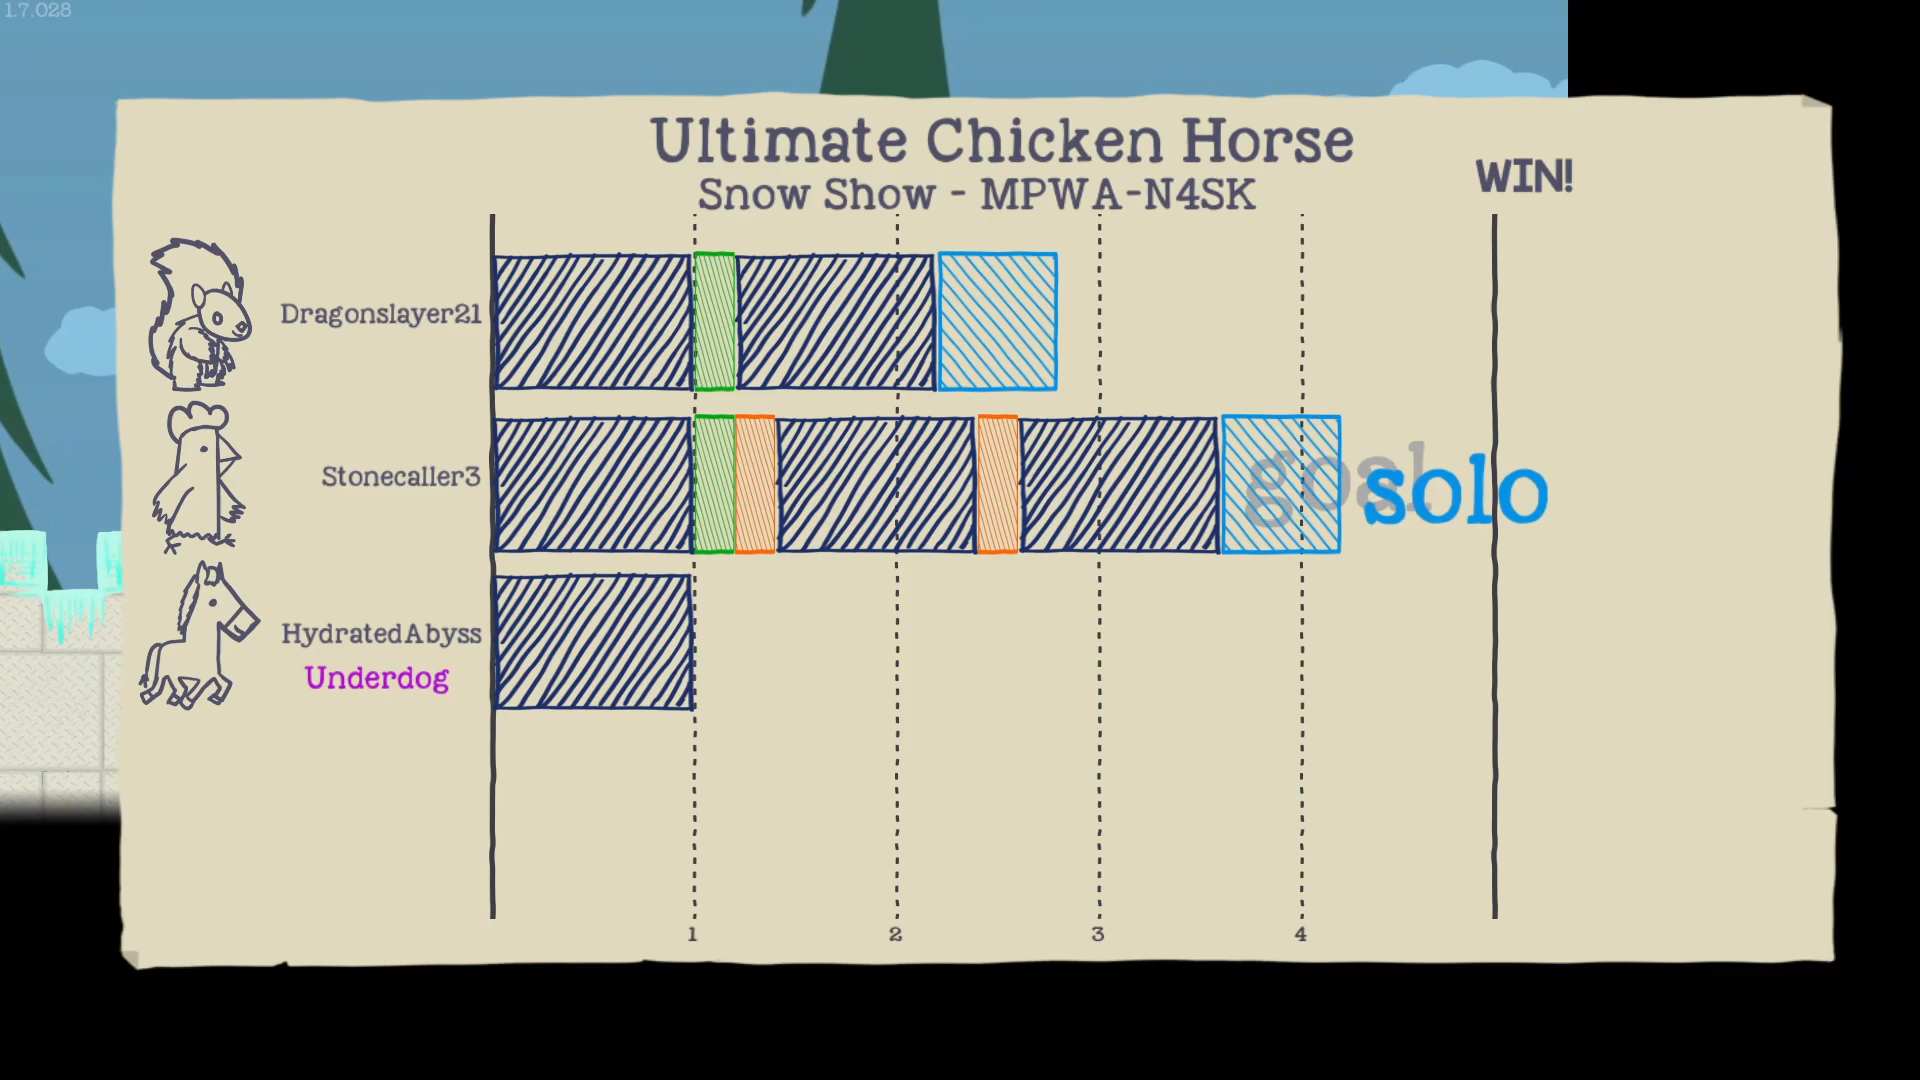 1.7.028
Ultimate Chicken Horse
Snow Show - MPWA-N4SK
WIN!
Dragonslayer21
Stonecaller3
goal
solo
HydratedAbyss
Underdog
1 2 3 4